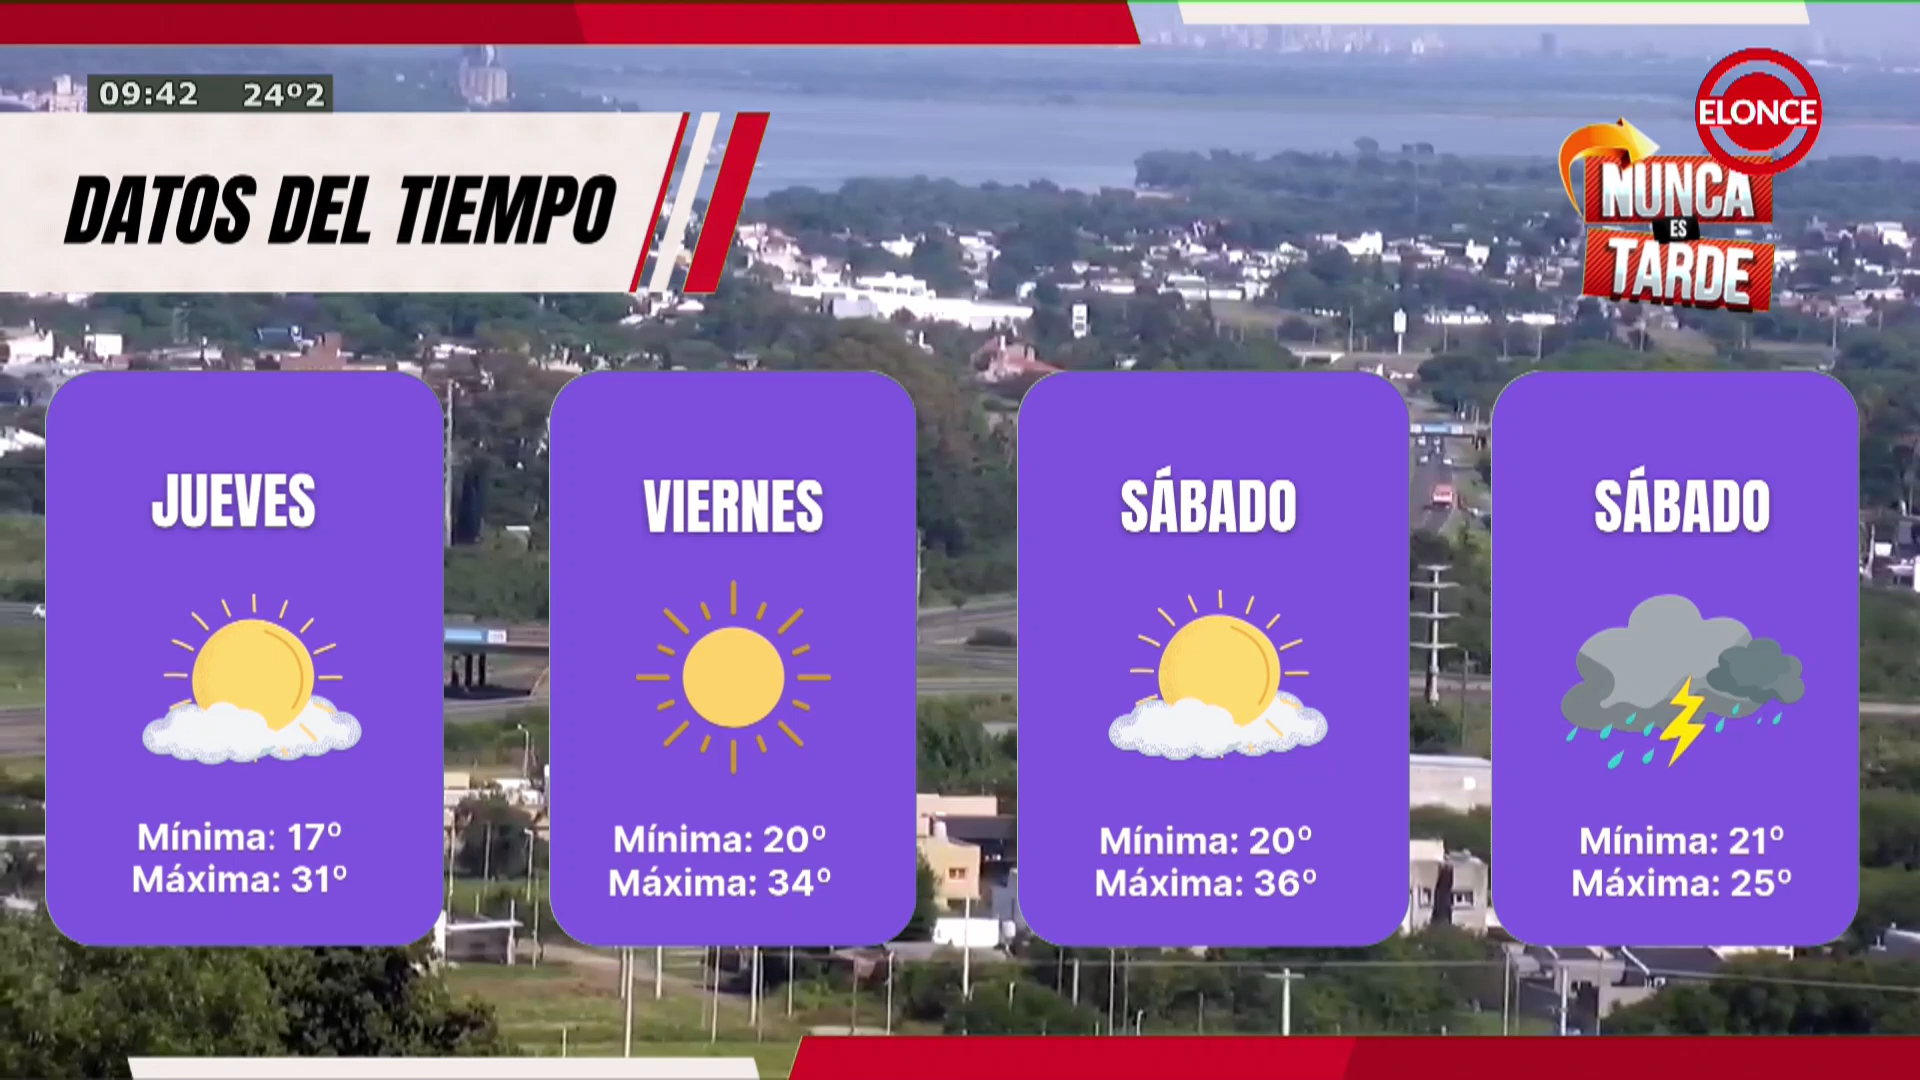 09:42 24º2
ELONCE
DATOS DEL TIEMPO
NUNCA
ES
TARDE
JUEVES
Mínima: 17º
Máxima: 31º
VIERNES
Mínima: 20º
Máxima: 34º
SÁBADO
Mínima: 20º
Máxima: 36º
SÁBADO
Mínima: 21º
Máxima: 25º